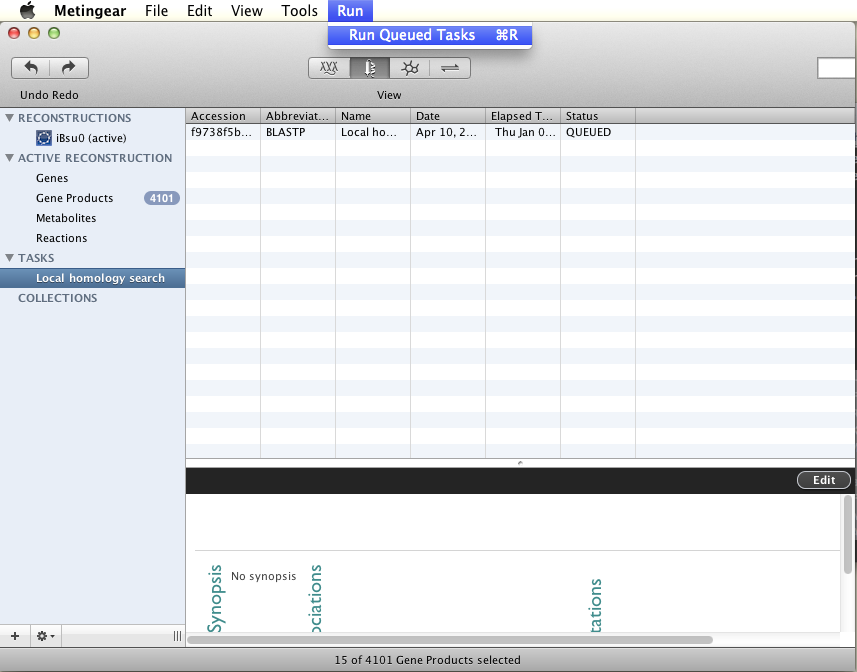 Metingear File Edit View Tools Run
Run Queued Tasks ⌘R
Undo Redo
View
RECONSTRUCTIONS
iBsu0 (active)
ACTIVE RECONSTRUCTION
Genes
Gene Products 4101
Metabolites
Reactions
TASKS
Local homology search
COLLECTIONS
Accession Abbreviat... Name Date Elapsed T... Status
f9738f5b... BLASTP Local ho... Apr 10, 2... Thu Jan 0... QUEUED
Edit
Synopsis
No synopsis
ociations
tations
15 of 4101 Gene Products selected